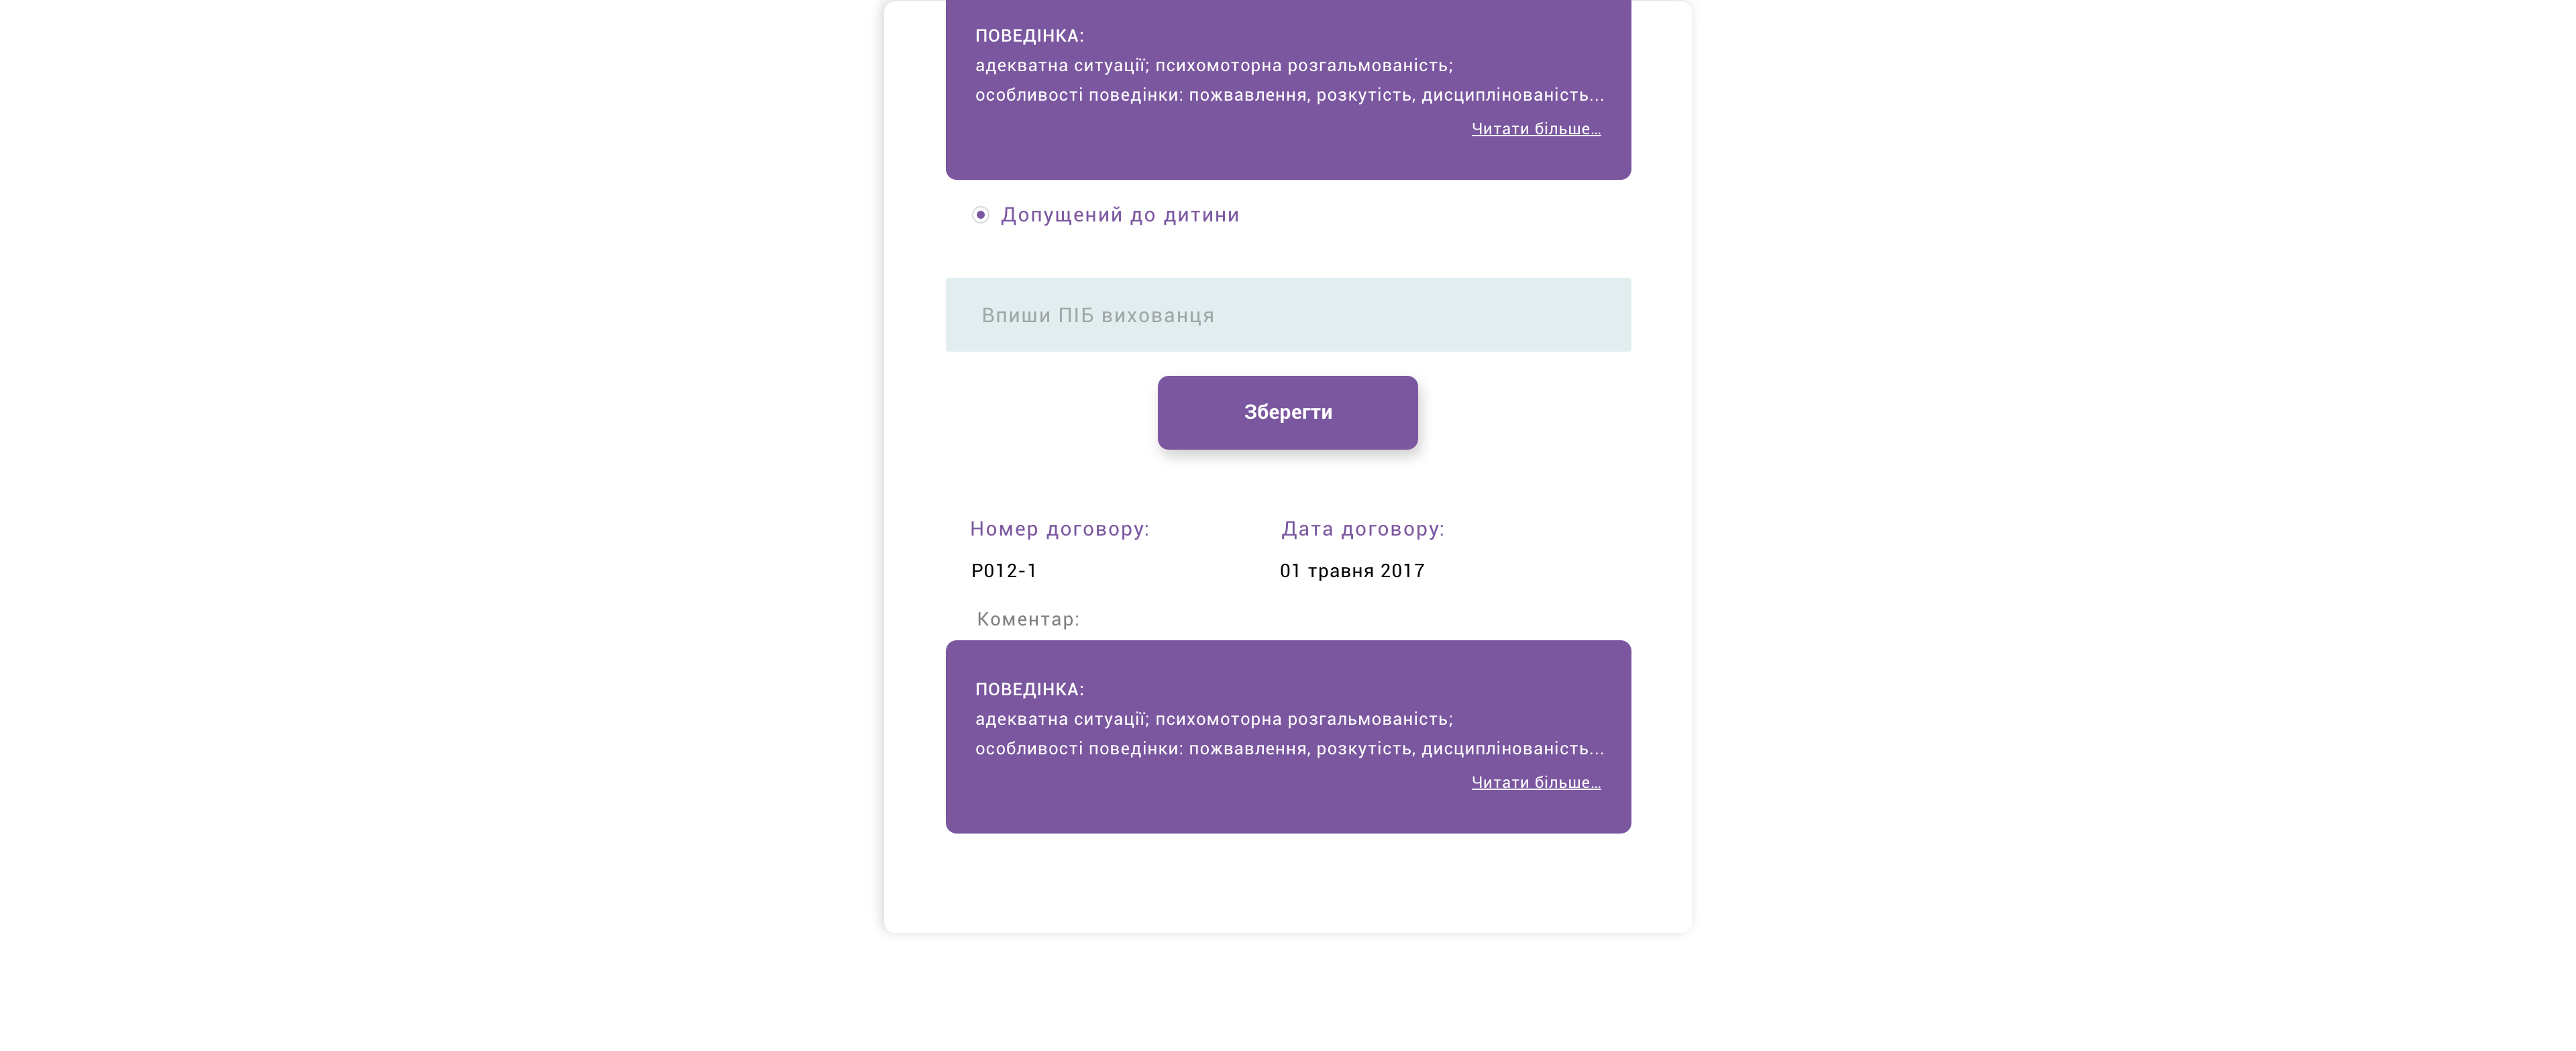 ПОВЕДІНКА:
адекватна ситуації; психомоторна розгальмованість;
особливості поведінки: пожвавлення, розкутість, дисциплінованість...
Читати більше...
Допущений до дитини
Впиши ПІБ вихованця
Зберегти
Номер договору: Дата договору:
P012-1 01 травня 2017
Коментар:
ПОВЕДІНКА:
адекватна ситуації; психомоторна розгальмованість;
особливості поведінки: пожвавлення, розкутість, дисциплінованість...
Читати більше...